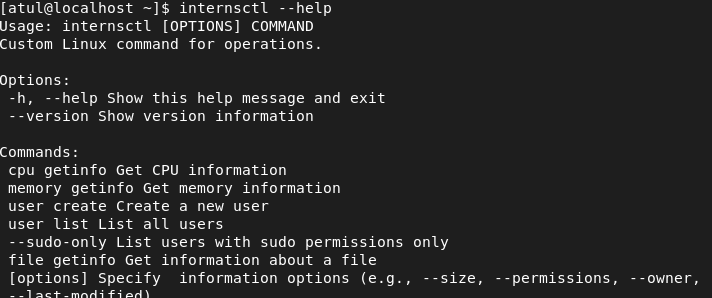 [atul@localhost ~]$ internsctl --help
Usage: internsctl [OPTIONS] COMMAND
Custom Linux command for operations.

Options:
 -h, --help Show this help message and exit
 --version Show version information

Commands:
 cpu getinfo Get CPU information
 memory getinfo Get memory information
 user create Create a new user
 user list List all users
 --sudo-only List users with sudo permissions only
 file getinfo Get information about a file
 [options] Specify  information options (e.g., --size, --permissions, --owner,
 --last-modified)